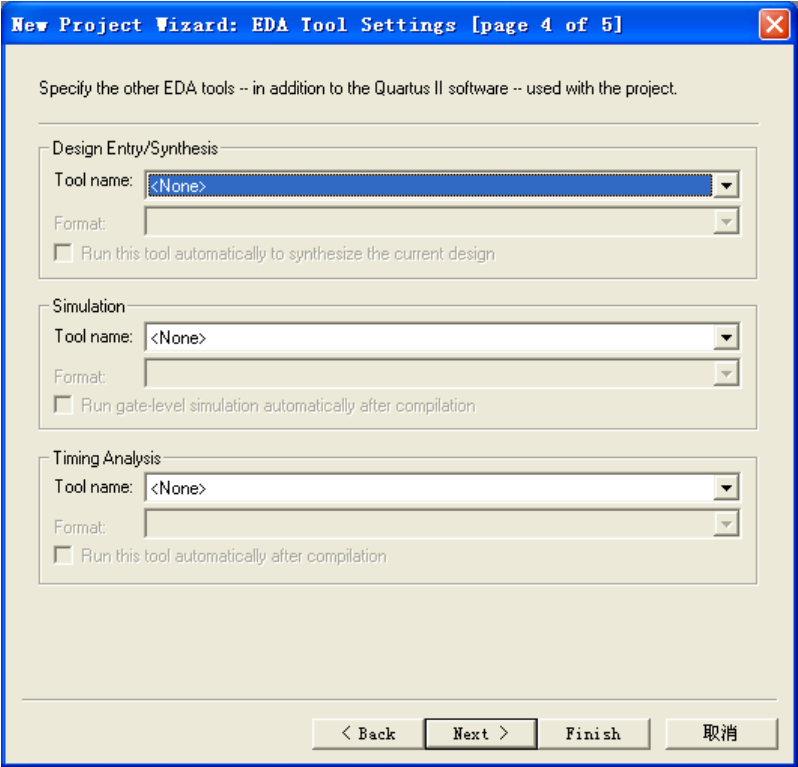 New Project Wizard: EDA Tool Settings [page 4 of 5]
Specify the other EDA tools -- in addition to the Quartus II software -- used with the project.
Design Entry/Synthesis
Tool name: <None>
Format:
Run this tool automatically to synthesize the current design
Simulation
Tool name: <None>
Format:
Run gate-level simulation automatically after compilation
Timing Analysis
Tool name: <None>
Format:
Run this tool automatically after compilation
< Back Next > Finish 取消